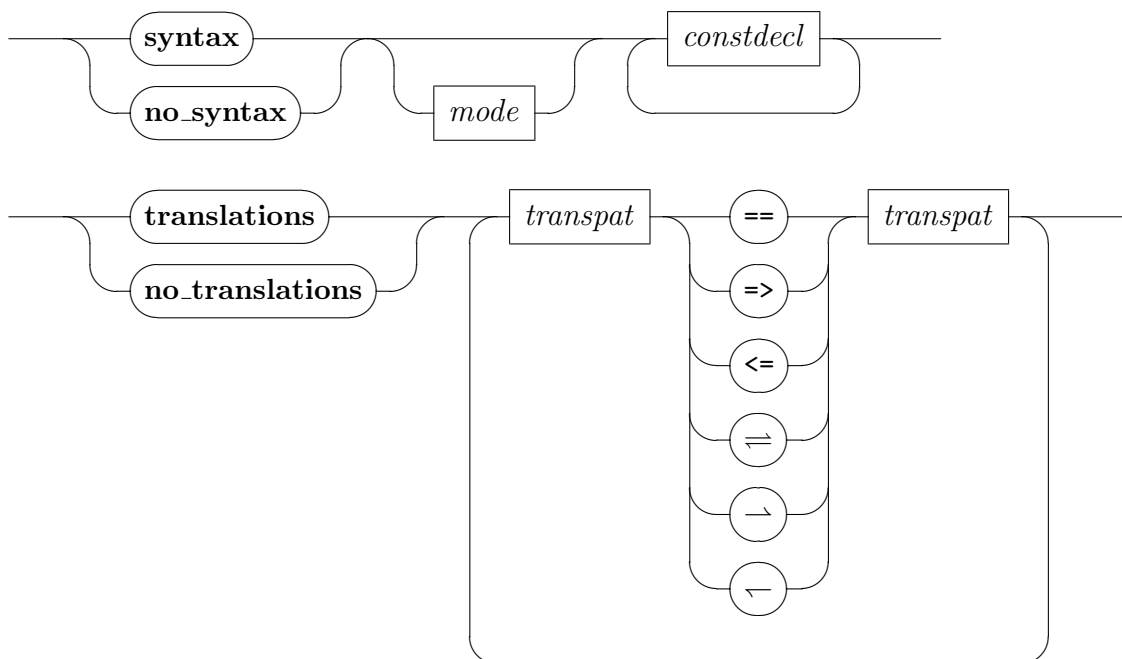 syntax constdecl
no_syntax mode
translations transpat == transpat
no_translations =>
<=
⇌
⇀
↽